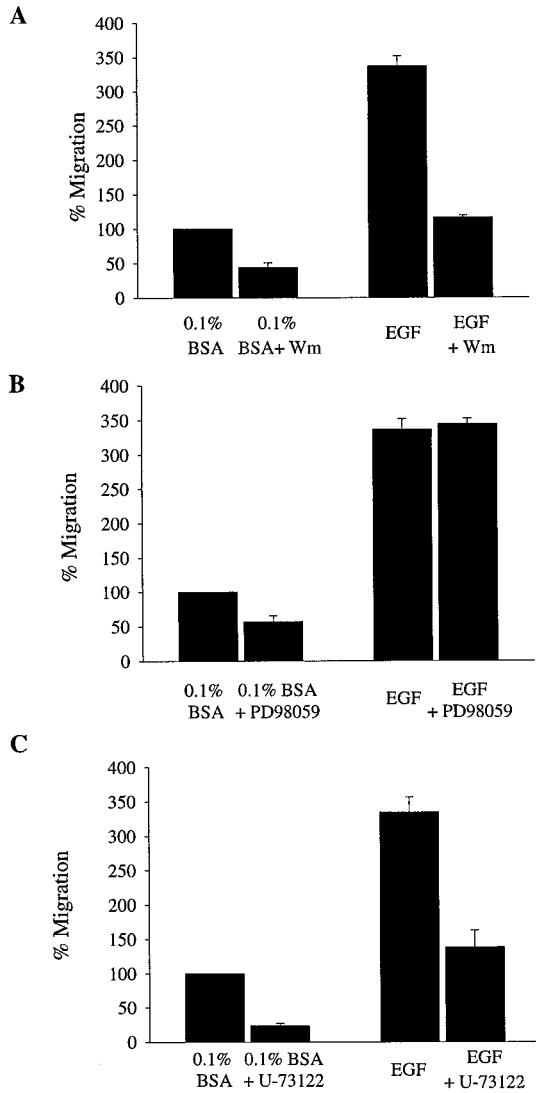 A
400
350
300
250
200
150
100
50
0
% Migration
0.1% 0.1% EGF EGF
BSA BSA+ Wm + Wm
B
400
350
300
250
200
150
100
50
0
% Migration
0.1% 0.1% BSA EGF EGF
BSA + PD98059 + PD98059
C
400
350
300
250
200
150
100
50
0
% Migration
0.1% 0.1% BSA EGF EGF
BSA + U-73122 + U-73122